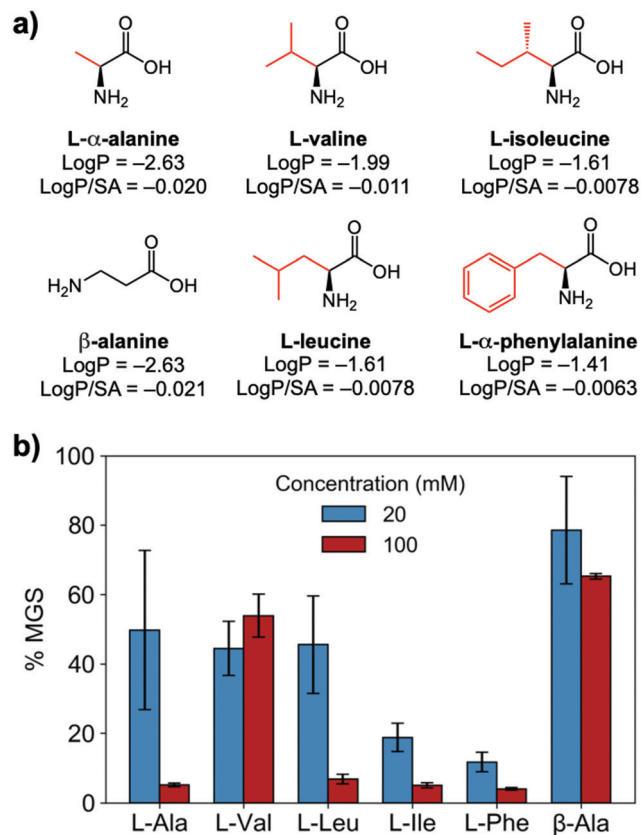 a)
O
OH
NH2
L-α-alanine
LogP = −2.63
LogP/SA = −0.020
O
OH
NH2
L-valine
LogP = −1.99
LogP/SA = −0.011
O
OH
NH2
L-isoleucine
LogP = −1.61
LogP/SA = −0.0078
O
H2N
OH
β-alanine
LogP = −2.63
LogP/SA = −0.021
O
OH
NH2
L-leucine
LogP = −1.61
LogP/SA = −0.0078
O
OH
NH2
L-α-phenylalanine
LogP = −1.41
LogP/SA = −0.0063
b)
% MGS
100
80
60
40
20
0
Concentration (mM)
20
100
L-Ala
L-Val
L-Leu
L-Ile
L-Phe
β-Ala